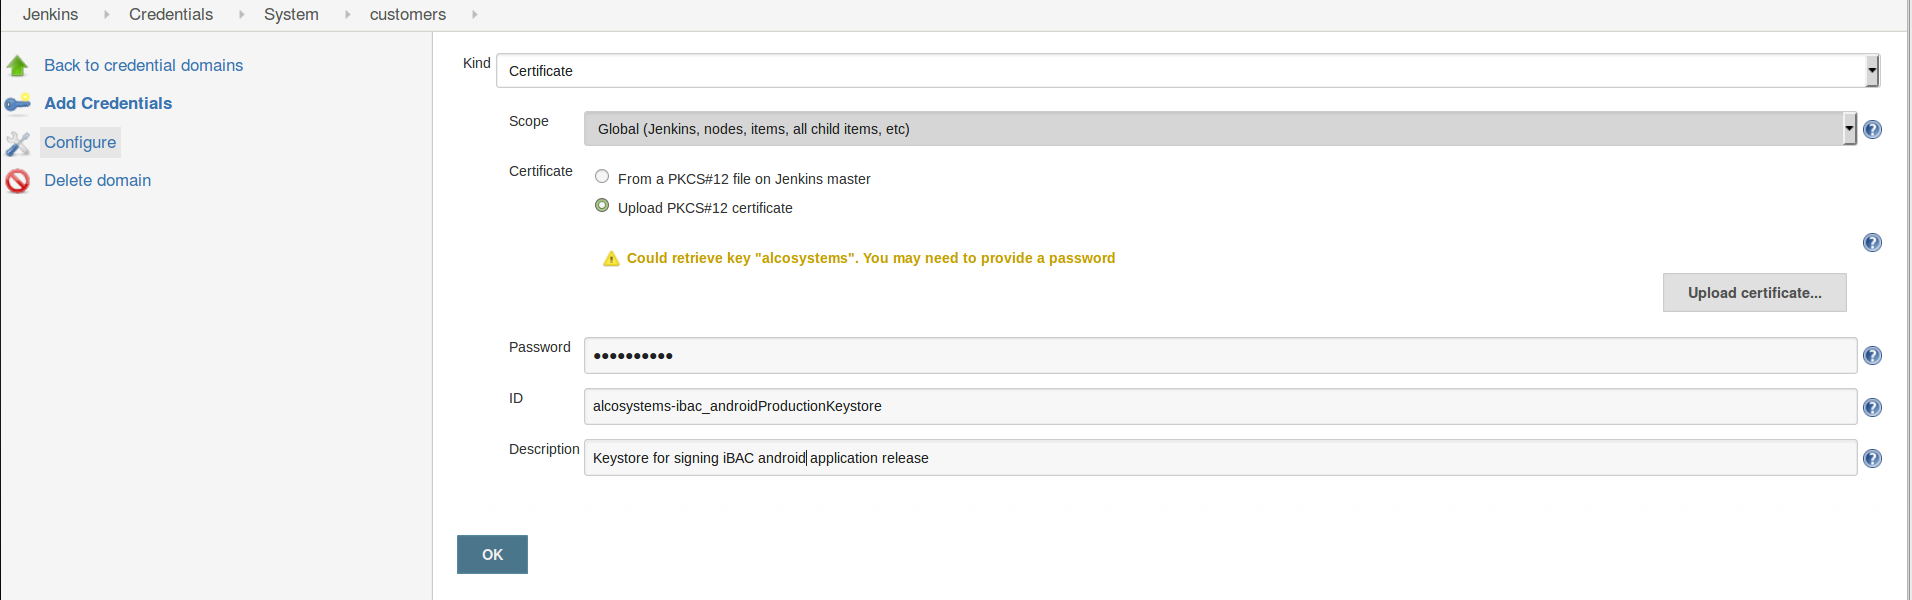 Jenkins Credentials System customers
Back to credential domains
Add Credentials
Configure
Delete domain
Kind Certificate
Scope Global (Jenkins, nodes, items, all child items, etc)
Certificate
From a PKCS#12 file on Jenkins master
Upload PKCS#12 certificate
Could retrieve key "alcosystems". You may need to provide a password
Upload certificate...
Password ••••••••••
ID alcosystems-ibac_androidProductionKeystore
Description Keystore for signing iBAC android application release
OK